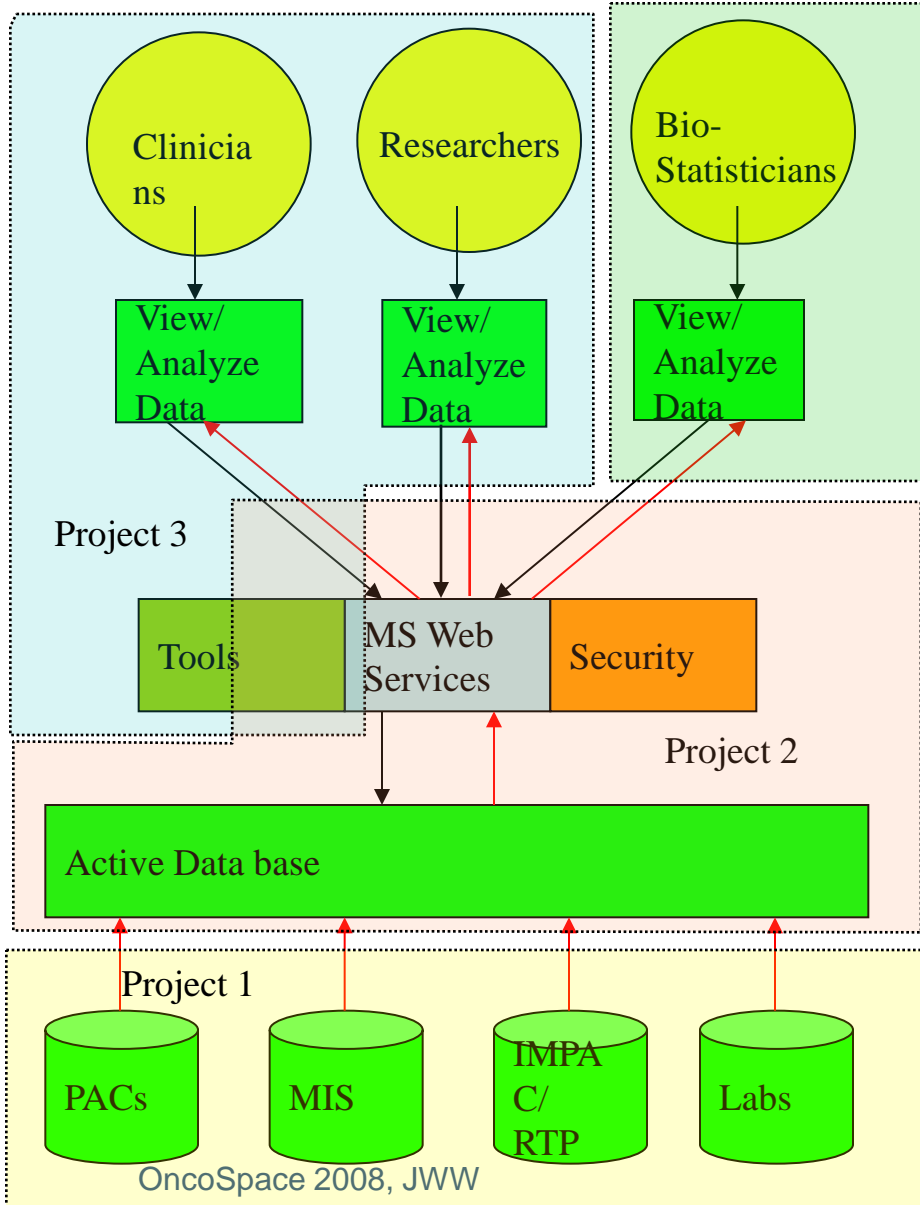 Clinicia
ns
Researchers
Bio-
Statisticians
View/
Analyze
Data
View/
Analyze
Data
View/
Analyze
Data
Project 3
Tools
MS Web
Services
Security
Project 2
Active Data base
Project 1
PACs
MIS
IMPA
C/
RTP
Labs
OncoSpace 2008, JWW